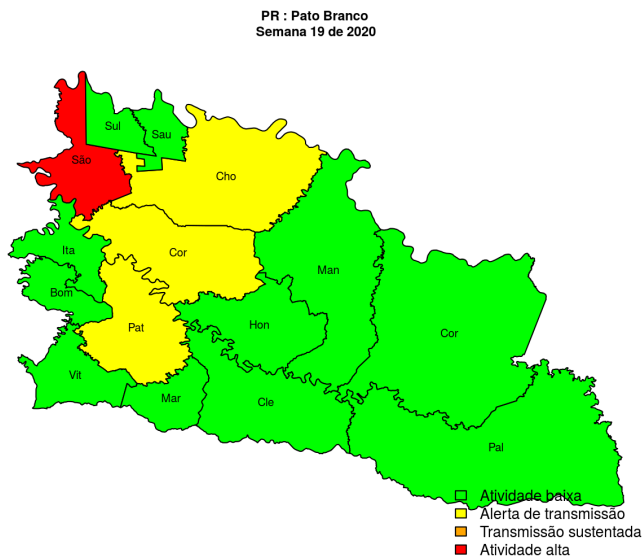 PR : Pato Branco
Semana 19 de 2020
Sul
Sau
São
Cho
Ita
Cor
Man
Bom
Hon
Pat
Cor
Vit
Mar
Cle
Pal
Atividade baixa
Alerta de transmissão
Transmissão sustentada
Atividade alta